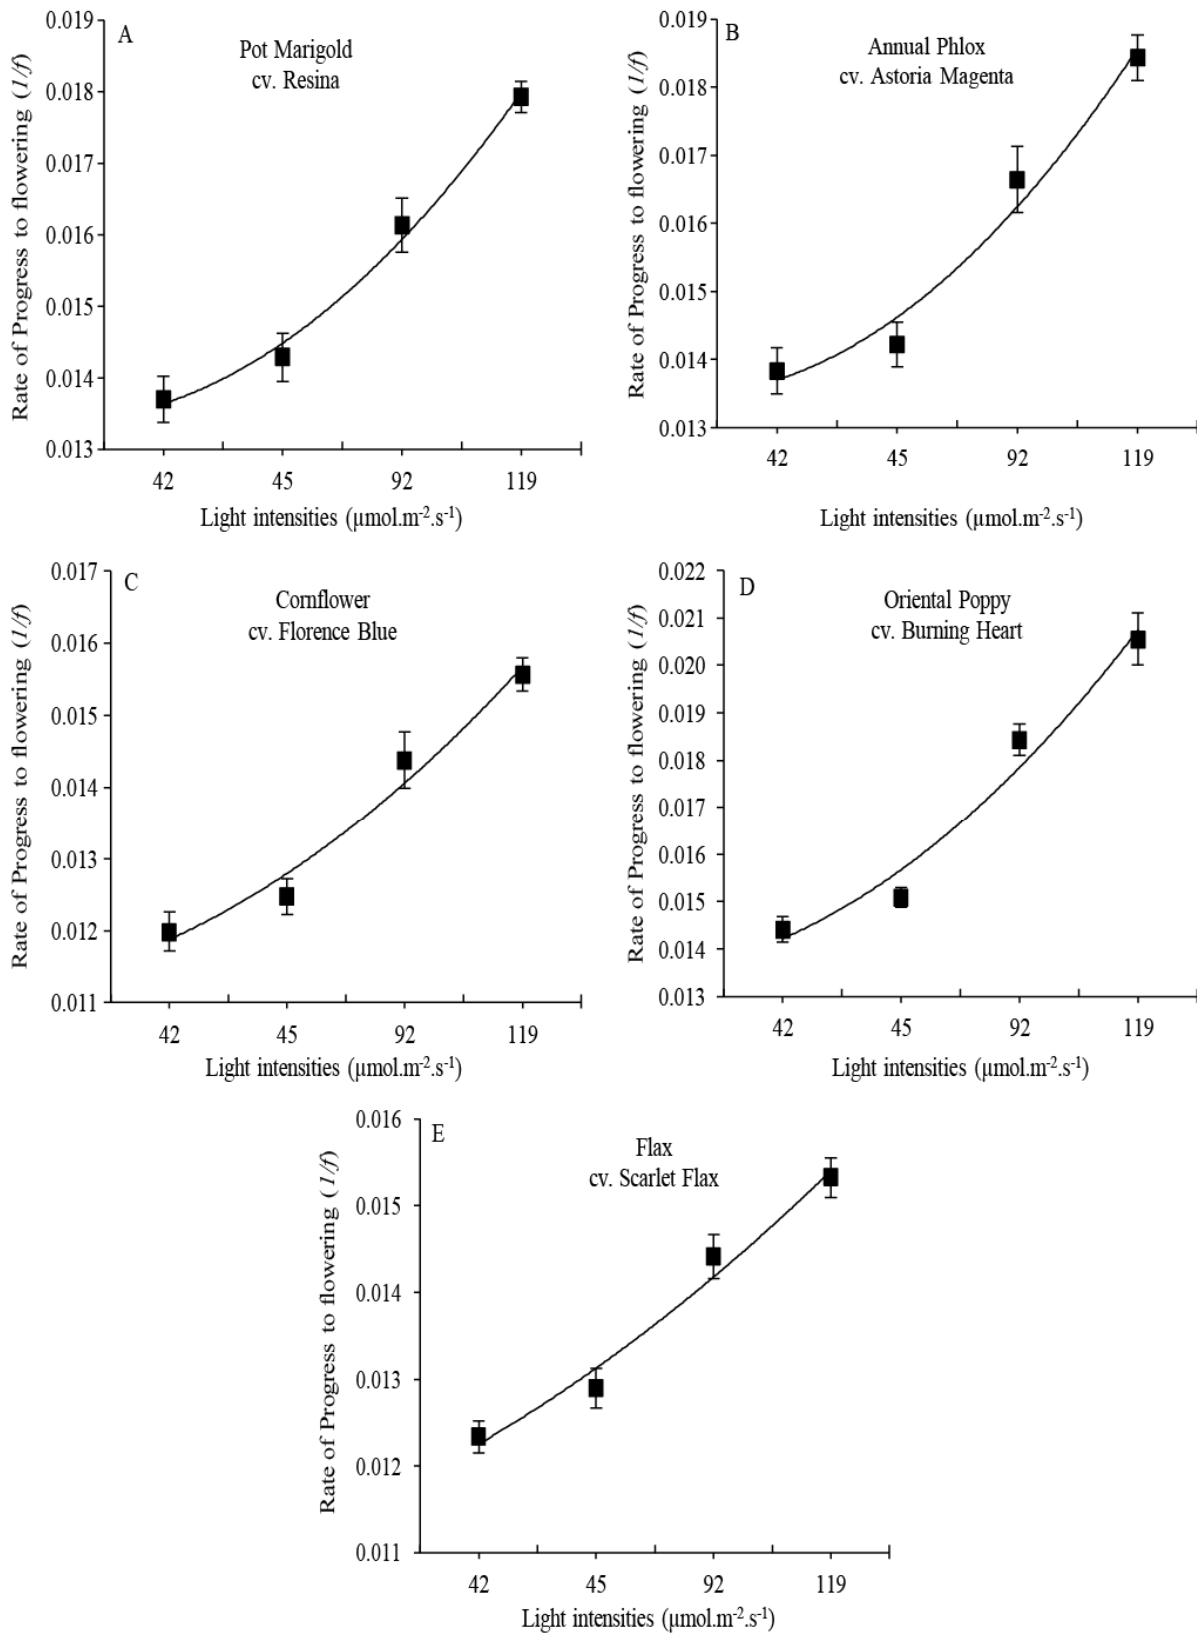 A
Pot Marigold
cv. Resina
Rate of Progress to flowering (1/f)
0.019
0.018
0.017
0.016
0.015
0.014
0.013
42 45 92 119
Light intensities (µmol.m-2.s-1)
B
Annual Phlox
cv. Astoria Magenta
Rate of Progress to flowering (1/f)
0.019
0.018
0.017
0.016
0.015
0.014
0.013
42 45 92 119
Light intensities (µmol.m-2.s-1)
C
Cornflower
cv. Florence Blue
Rate of Progress to flowering (1/f)
0.017
0.016
0.015
0.014
0.013
0.012
0.011
42 45 92 119
Light intensities (µmol.m-2.s-1)
D
Oriental Poppy
cv. Burning Heart
Rate of Progress to flowering (1/f)
0.022
0.021
0.020
0.019
0.018
0.017
0.016
0.015
0.014
0.013
42 45 92 119
Light intensities (µmol.m-2.s-1)
E
Flax
cv. Scarlet Flax
Rate of Progress to flowering (1/f)
0.016
0.015
0.014
0.013
0.012
0.011
42 45 92 119
Light intensities (µmol.m-2.s-1)